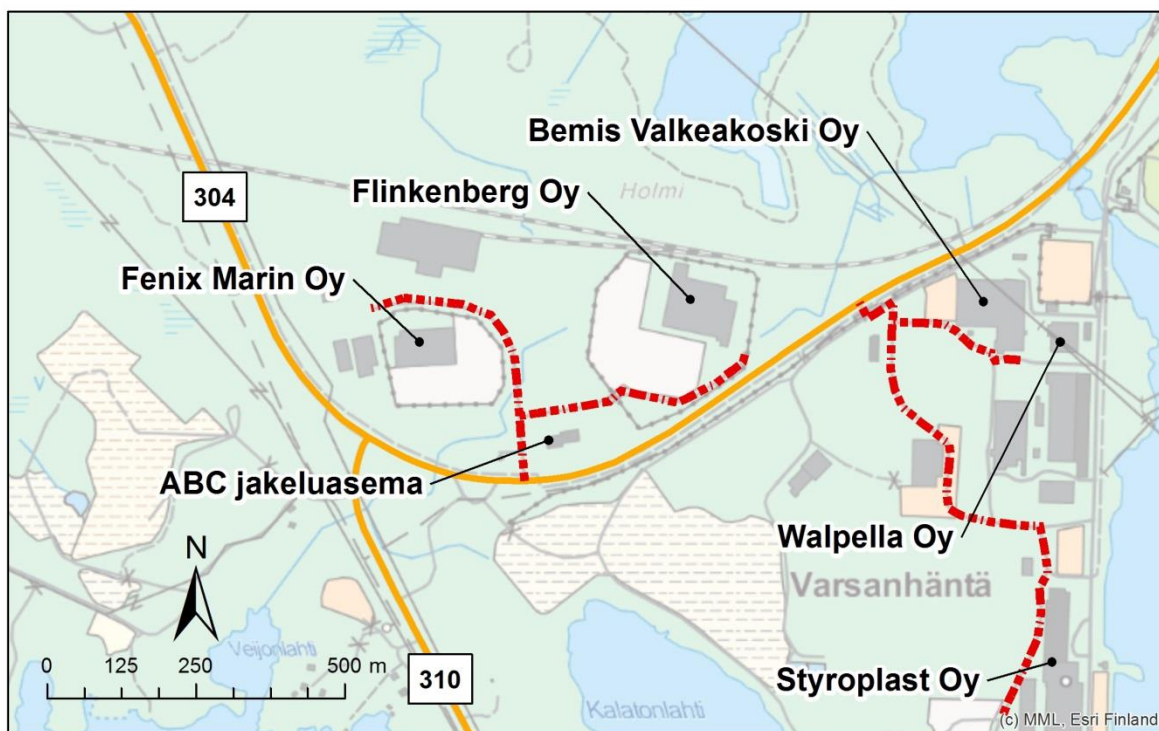 Bemis Valkeakoski Oy
Flinkenberg Oy
Holmi
304
Fenix Marin Oy
ABC jakeluasema
Walpella Oy
N
Varsanhäntä
0 125 250 500 m
Veijonlahti
310
Styroplast Oy
Kalatonlahti
(c) MML, Esri Finland